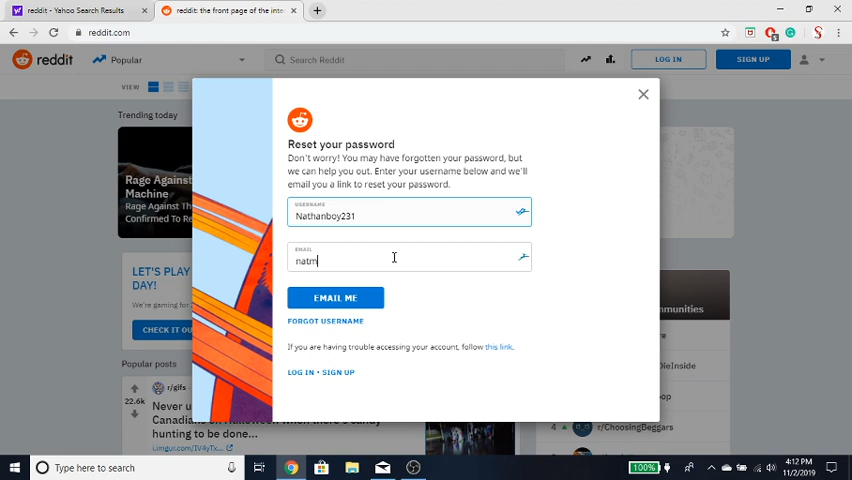 reddit - Yahoo Search Results
reddit: the front page of the inte
reddit.com
reddit
Popular
Search Reddit
LOG IN
SIGN UP
VIEW
Trending today
Rage Against
Machine
Rage Against Th
Confirmed To Re
LET'S PLAY
DAY!
We're gaming for
CHECK IT OU
Popular posts
22.6k
r/gifs
Never u
Canadians on Halloween when there's candy
hunting to be done...
i.imgur.com/IV4yTx...
Reset your password
Don't worry! You may have forgotten your password, but
we can help you out. Enter your username below and we'll
email you a link to reset your password.
USERNAME
Nathanboy231
EMAIL
natm
EMAIL ME
FORGOT USERNAME
If you are having trouble accessing your account, follow this link.
LOG IN • SIGN UP
munities
DieInside
4
r/ChoosingBeggars
Type here to search
100%
4:12 PM
11/2/2019